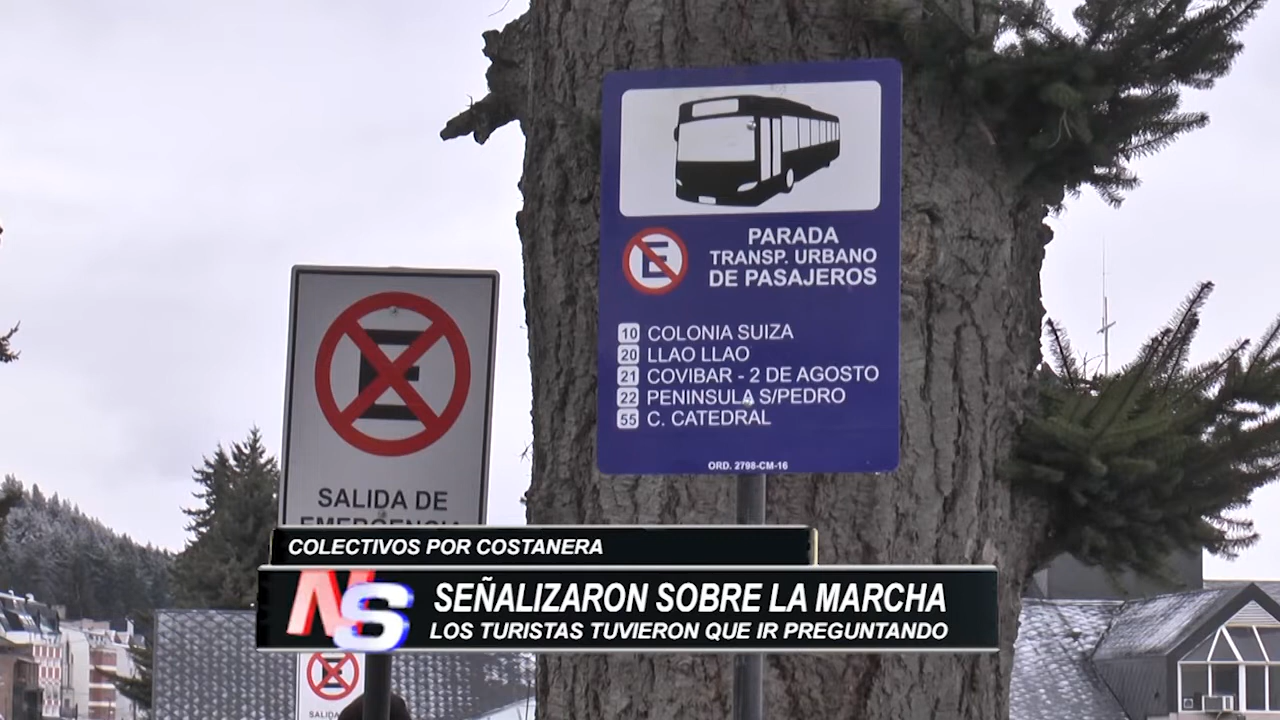 PARADA
TRANSP. URBANO
DE PASAJEROS
E
10 COLONIA SUIZA
20 LLAO LLAO
21 COVIBAR - 2 DE AGOSTO
22 PENINSULA S/PEDRO
55 C. CATEDRAL
ORD. 2798-CM-16
E
SALIDA DE
EMERGENCIA
COLECTIVOS POR COSTANERA
NS
SEÑALIZARON SOBRE LA MARCHA
LOS TURISTAS TUVIERON QUE IR PREGUNTANDO
E
SALIDA